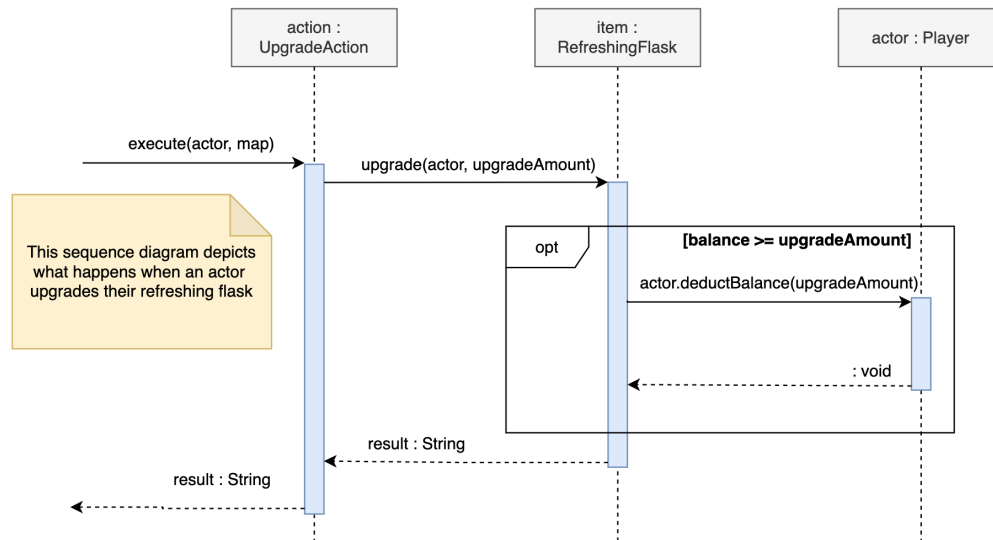 action :
UpgradeAction
item :
RefreshingFlask
actor : Player
execute(actor, map)
upgrade(actor, upgradeAmount)
This sequence diagram depicts
what happens when an actor
upgrades their refreshing flask
opt
[balance >= upgradeAmount]
actor.deductBalance(upgradeAmount)
: void
result : String
result : String